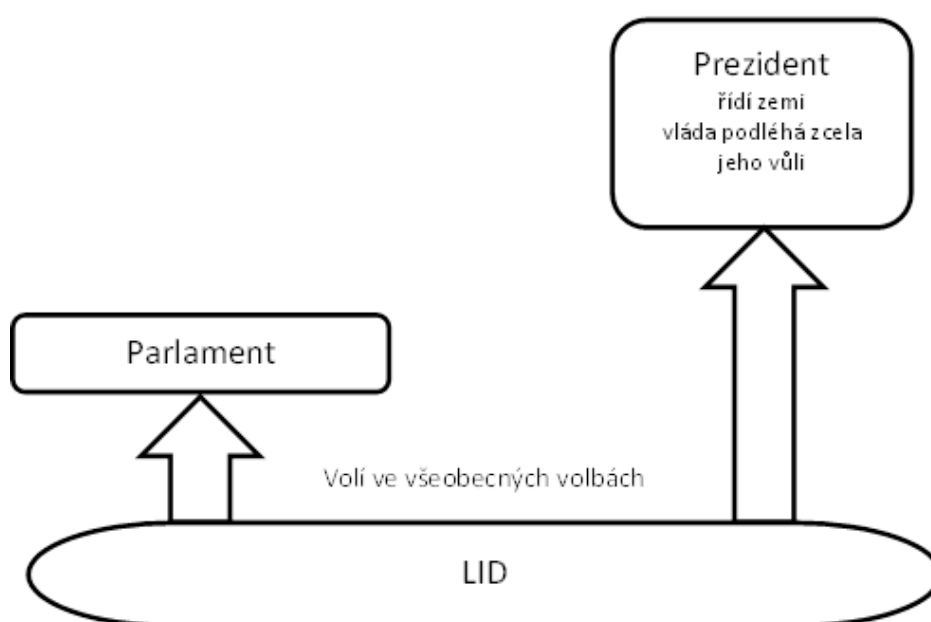 Prezident
řídí zemi
vláda podléhá zcela
jeho vůli
Parlament
Volí ve všeobecných volbách
LID